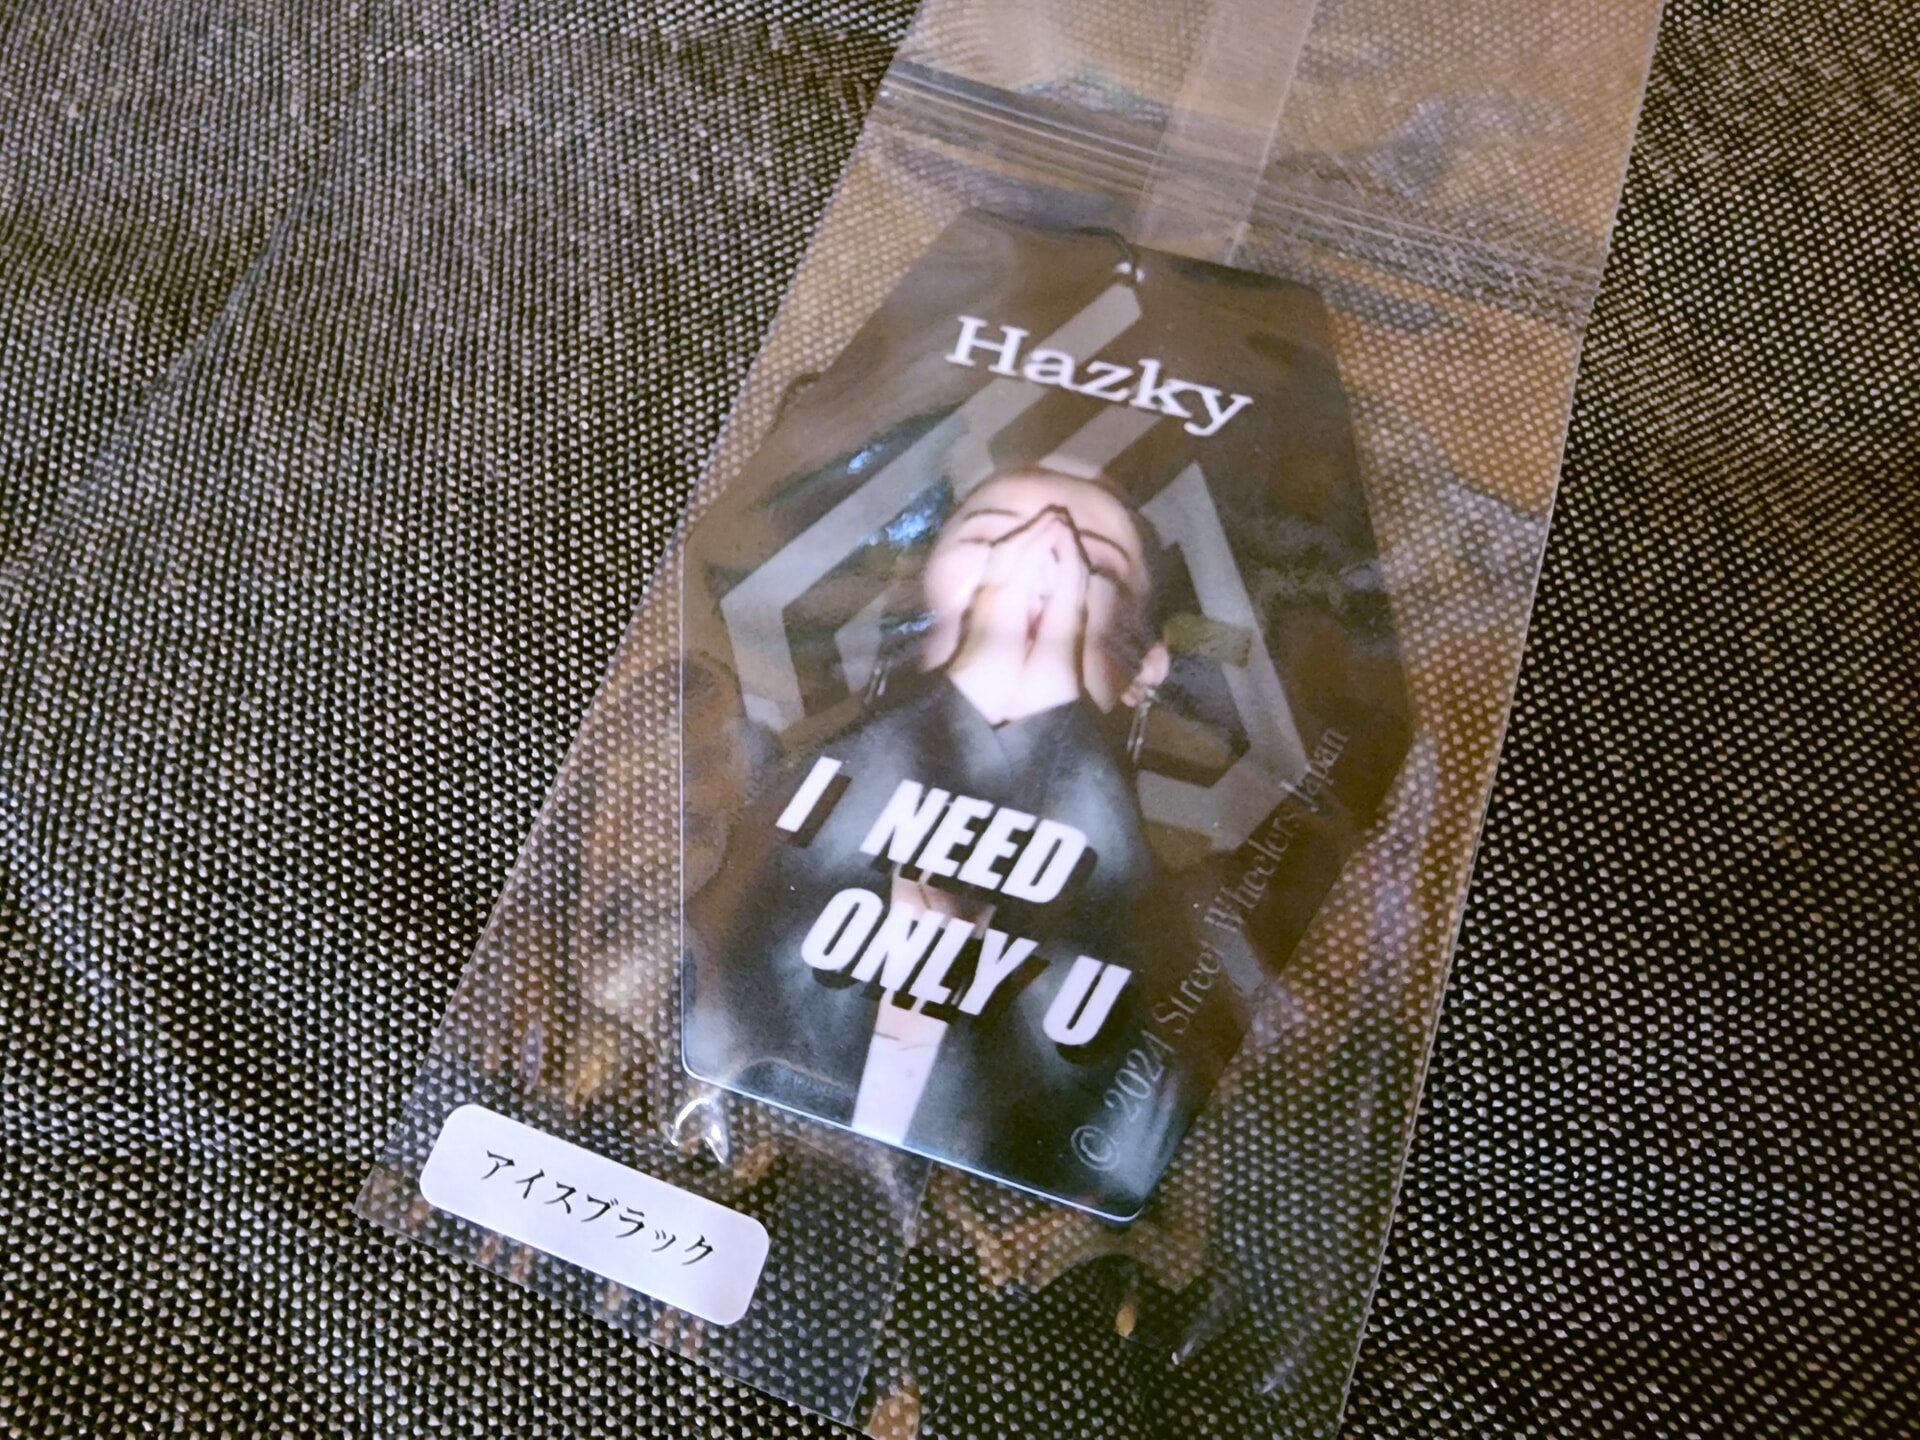 Hazky
I NEED
ONLY U
© 2024 Street Wheelers Japan
アイスブラック